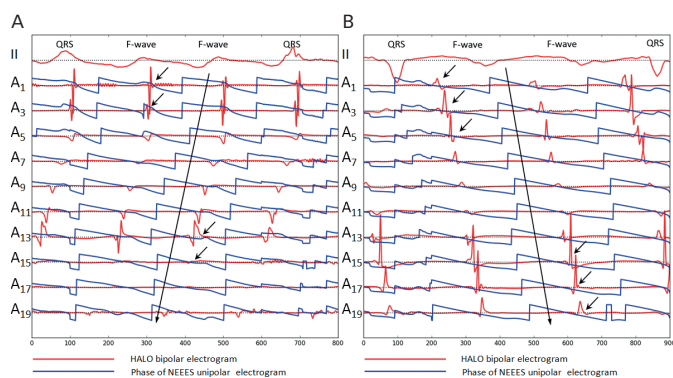 A
B
QRS F-wave F-wave QRS
QRS F-wave F-wave QRS
II
A1
A3
A5
A7
A9
A11
A13
A15
A17
A19
0 100 200 300 400 500 600 700 800
II
A1
A3
A5
A7
A9
A11
A13
A15
A17
A19
0 100 200 300 400 500 600 700 800 900
HALO bipolar electrogram
Phase of NEEES unipolar electrogram
HALO bipolar electrogram
Phase of NEEES unipolar electrogram